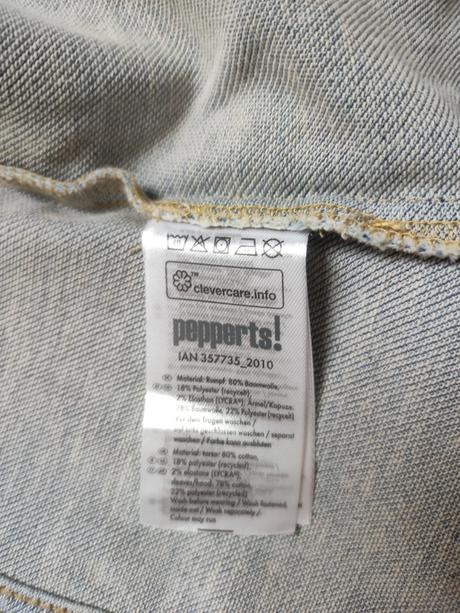 clevercare.info
pepperts!
IAN 357735_2010
Material: Rumpf: 80% Baumwolle,
18% Polyester (recycelt)
2% Elasthan (LYCRA®); Ärmel/Kapuze:
78% Baumwolle, 22% Polyester(recycelt)
Vor dem tragen waschen /
auf links geschlossen waschen / separat
waschen / Farbe kann ausbluten
Material: torso: 80% cotton,
18% polyester (recycled)
2% elastane (LYCRA®);
sleeves/hood: 78% cotton,
22% polyester (recycled)
Wash before wearing / Wash fastened,
inside out / Wash separately /
Colour may run